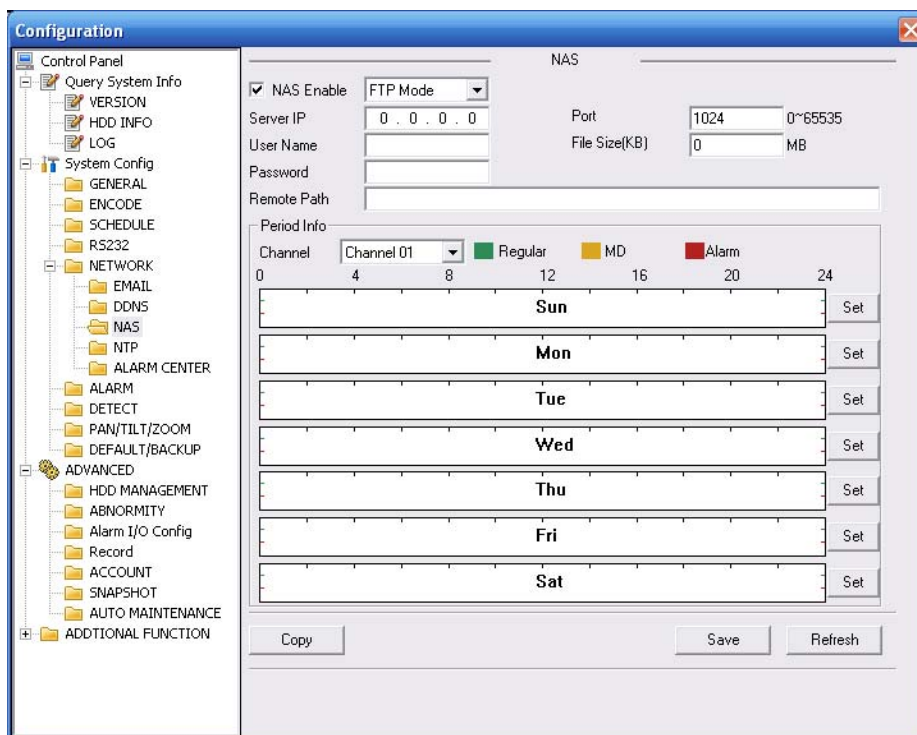 Configuration
Control Panel
Query System Info
VERSION
HDD INFO
LOG
System Config
GENERAL
ENCODE
SCHEDULE
RS232
NETWORK
EMAIL
DDNS
NAS
NTP
ALARM CENTER
ALARM
DETECT
PAN/TILT/ZOOM
DEFAULT/BACKUP
ADVANCED
HDD MANAGEMENT
ABNORMITY
Alarm I/O Config
Record
ACCOUNT
SNAPSHOT
AUTO MAINTENANCE
ADDTIONAL FUNCTION
NAS
NAS Enable FTP Mode
Server IP 0 . 0 . 0 . 0 Port 1024 0~65535
User Name File Size(KB) 0 MB
Password
Remote Path
Period Info
Channel Channel 01 Regular MD Alarm
0 4 8 12 16 20 24
Sun Set
Mon Set
Tue Set
Wed Set
Thu Set
Fri Set
Sat Set
Copy Save Refresh